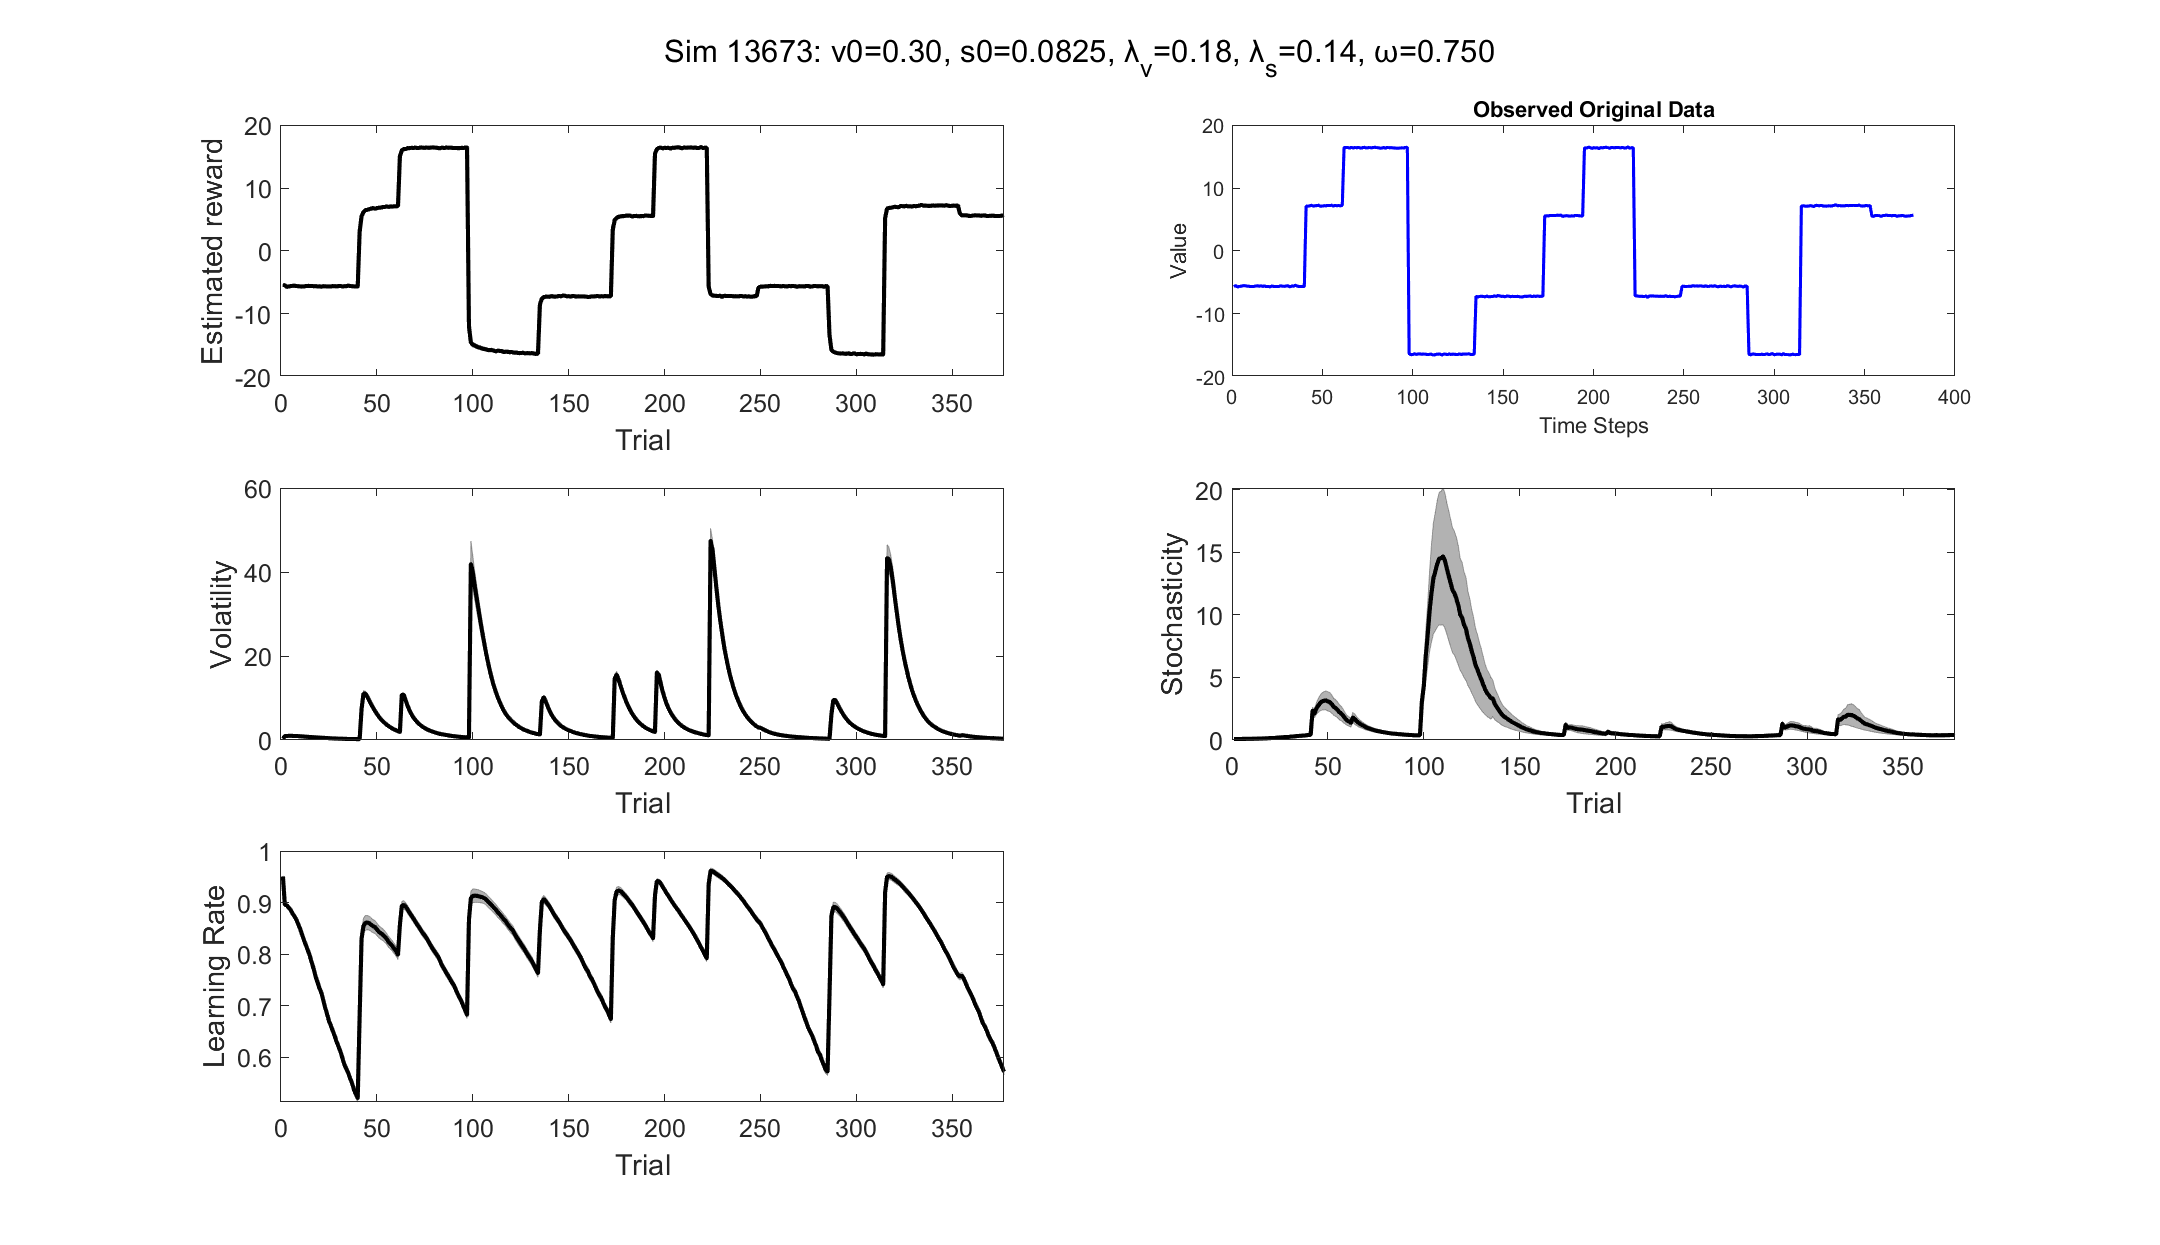 Sim 13673: v0=0.30, s0=0.0825, λ_v=0.18, λ_s=0.14, ω=0.750
20
10
0
-10
-20
Estimated reward
0 50 100 150 200 250 300 350
Trial
Observed Original Data
20
10
0
-10
-20
Value
0 50 100 150 200 250 300 350 400
Time Steps
60
40
20
0
Volatility
0 50 100 150 200 250 300 350
Trial
20
15
10
5
0
Stochasticity
0 50 100 150 200 250 300 350
Trial
1
0.9
0.8
0.7
0.6
Learning Rate
0 50 100 150 200 250 300 350
Trial